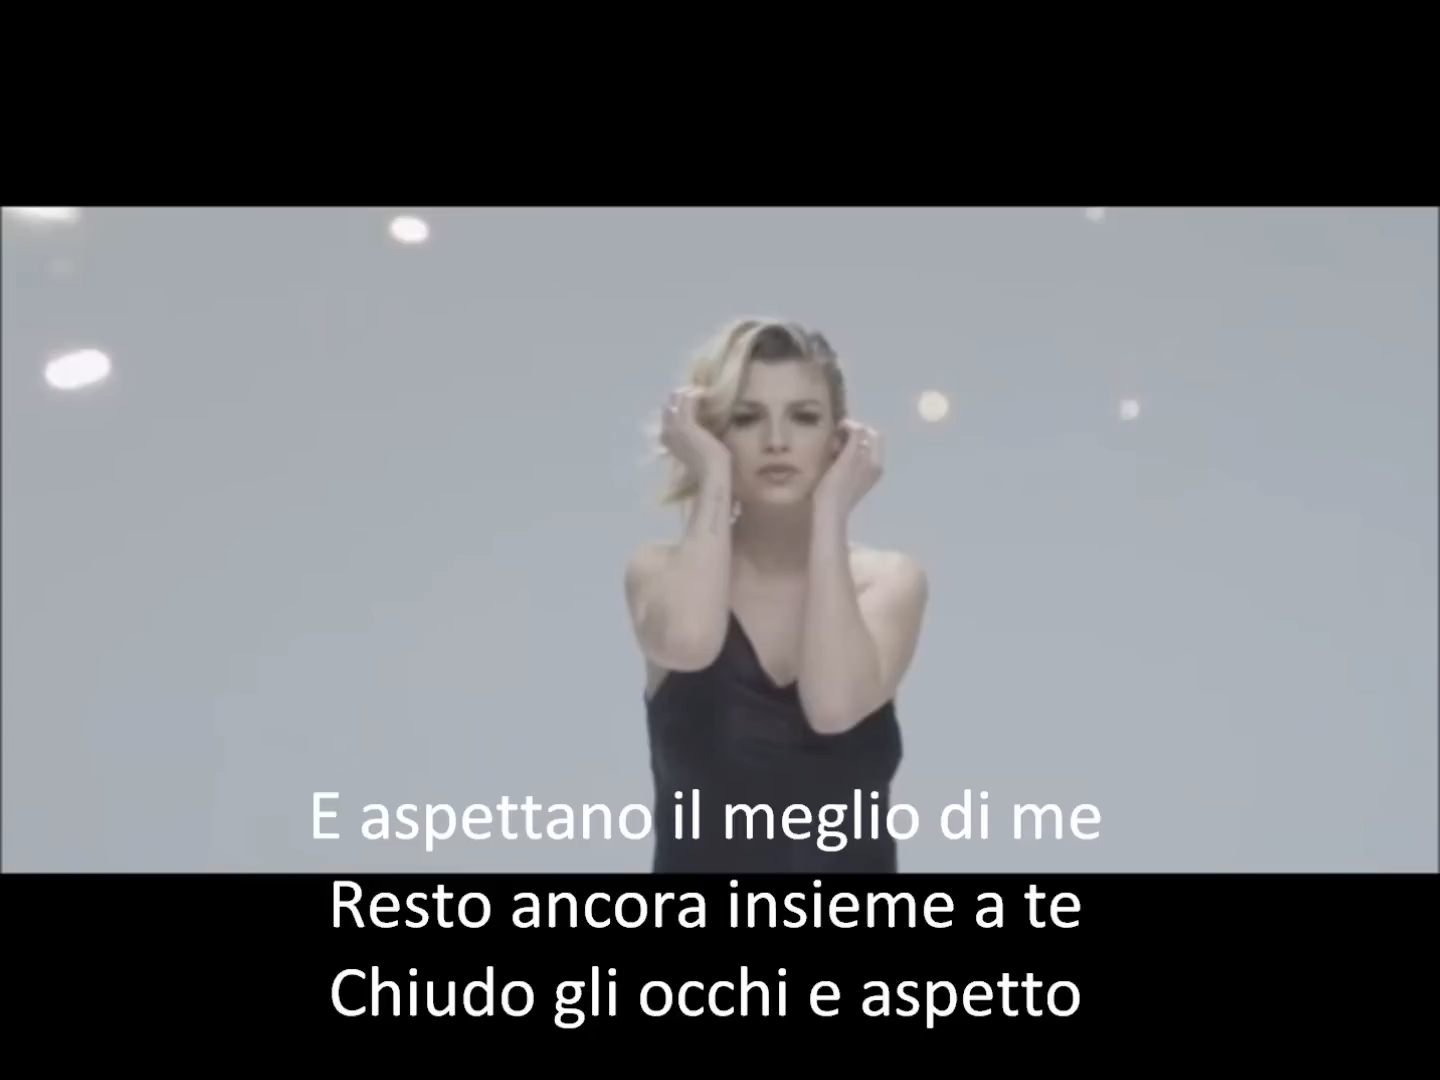 E aspettano il meglio di me
Resto ancora insieme a te
Chiudo gli occhi e aspetto